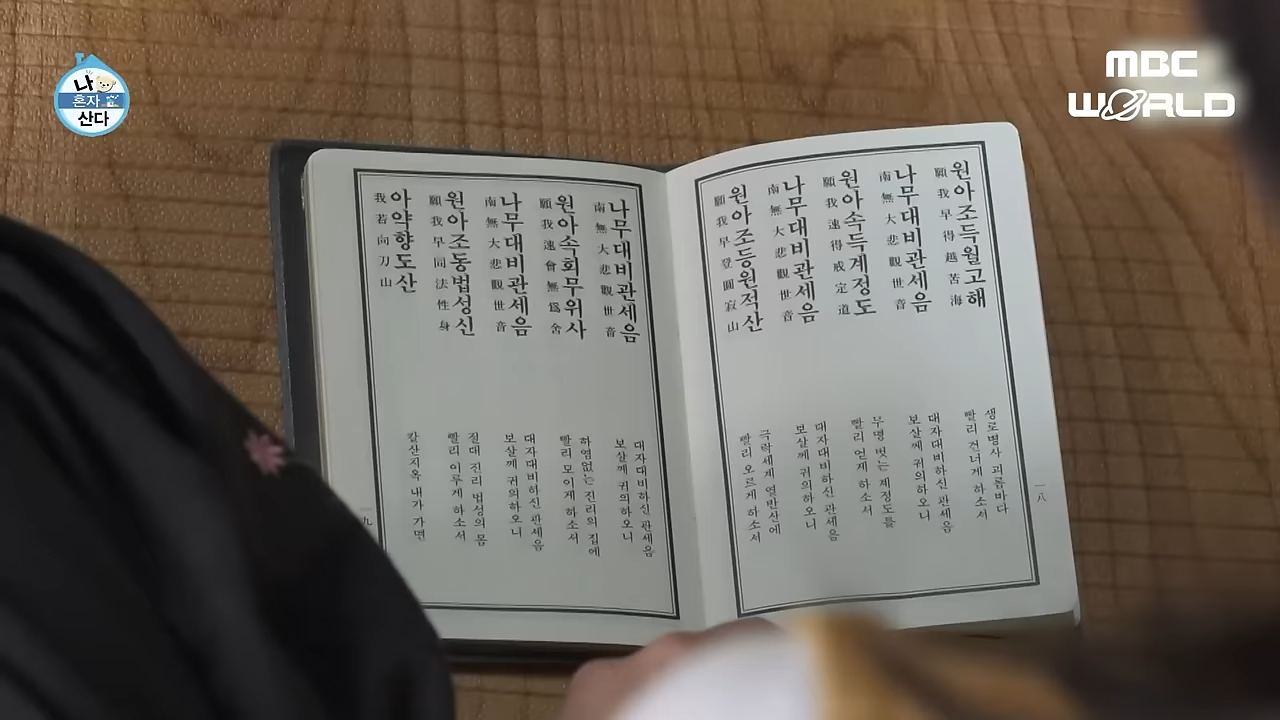 나
혼자
산다
MBC
WORLD
원아조득월고해
願我早得越苦海
생로병사 괴롬바다
빨리 건너게 하소서
나무대비관세음
南無大悲觀世音
대자대비하신 관세음
보살께 귀의하오니
원아속득계정도
願我速得戒定道
무명 벗는 계정도를
빨리 얻게 하소서
나무대비관세음
南無大悲觀世音
대자대비하신 관세음
보살께 귀의하오니
원아조등원적산
願我早登圓寂山
극락세계 열반산에
빨리 오르게 하소서
一八
나무대비관세음
南無大悲觀世音
대자대비하신 관세음
보살께 귀의하오니
원아속회무위사
願我速會無爲舍
하염없는 진리의 집에
빨리 모이게 하소서
나무대비관세음
南無大悲觀世音
대자대비하신 관세음
보살께 귀의하오니
원아조동법성신
願我早同法性身
절대 진리 법성의 몸
빨리 이루게 하소서
아약향도산
我若向刀山
칼산지옥 내가 가면
一九